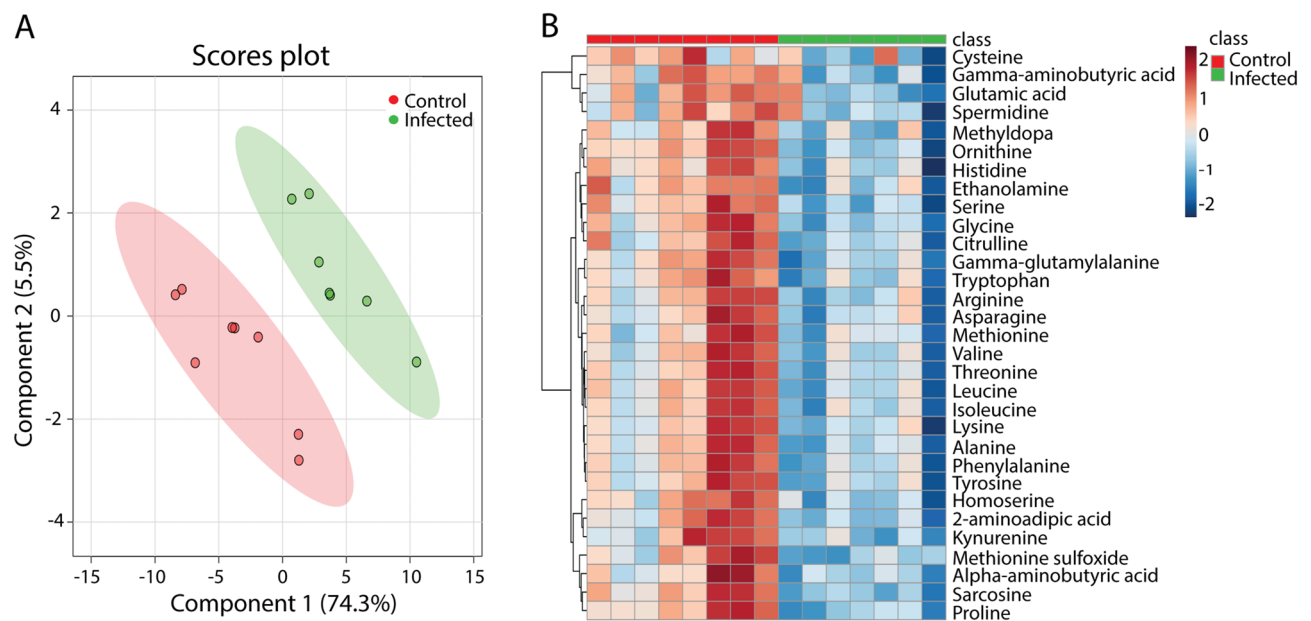 A
Scores plot
Control
Infected
4
2
0
-2
-4
-15
-10
-5
0
5
10
15
Component 1 (74.3%)
Component 2 (5.5%)
B
class
Cysteine
Gamma-aminobutyric acid
Glutamic acid
Spermidine
Methyldopa
Ornithine
Histidine
Ethanolamine
Serine
Glycine
Citrulline
Gamma-glutamylalanine
Tryptophan
Arginine
Asparagine
Methionine
Valine
Threonine
Leucine
Isoleucine
Lysine
Alanine
Phenylalanine
Tyrosine
Homoserine
2-aminoadipic acid
Kynurenine
Methionine sulfoxide
Alpha-aminobutyric acid
Sarcosine
Proline
2
1
0
-1
-2
class
Control
Infected